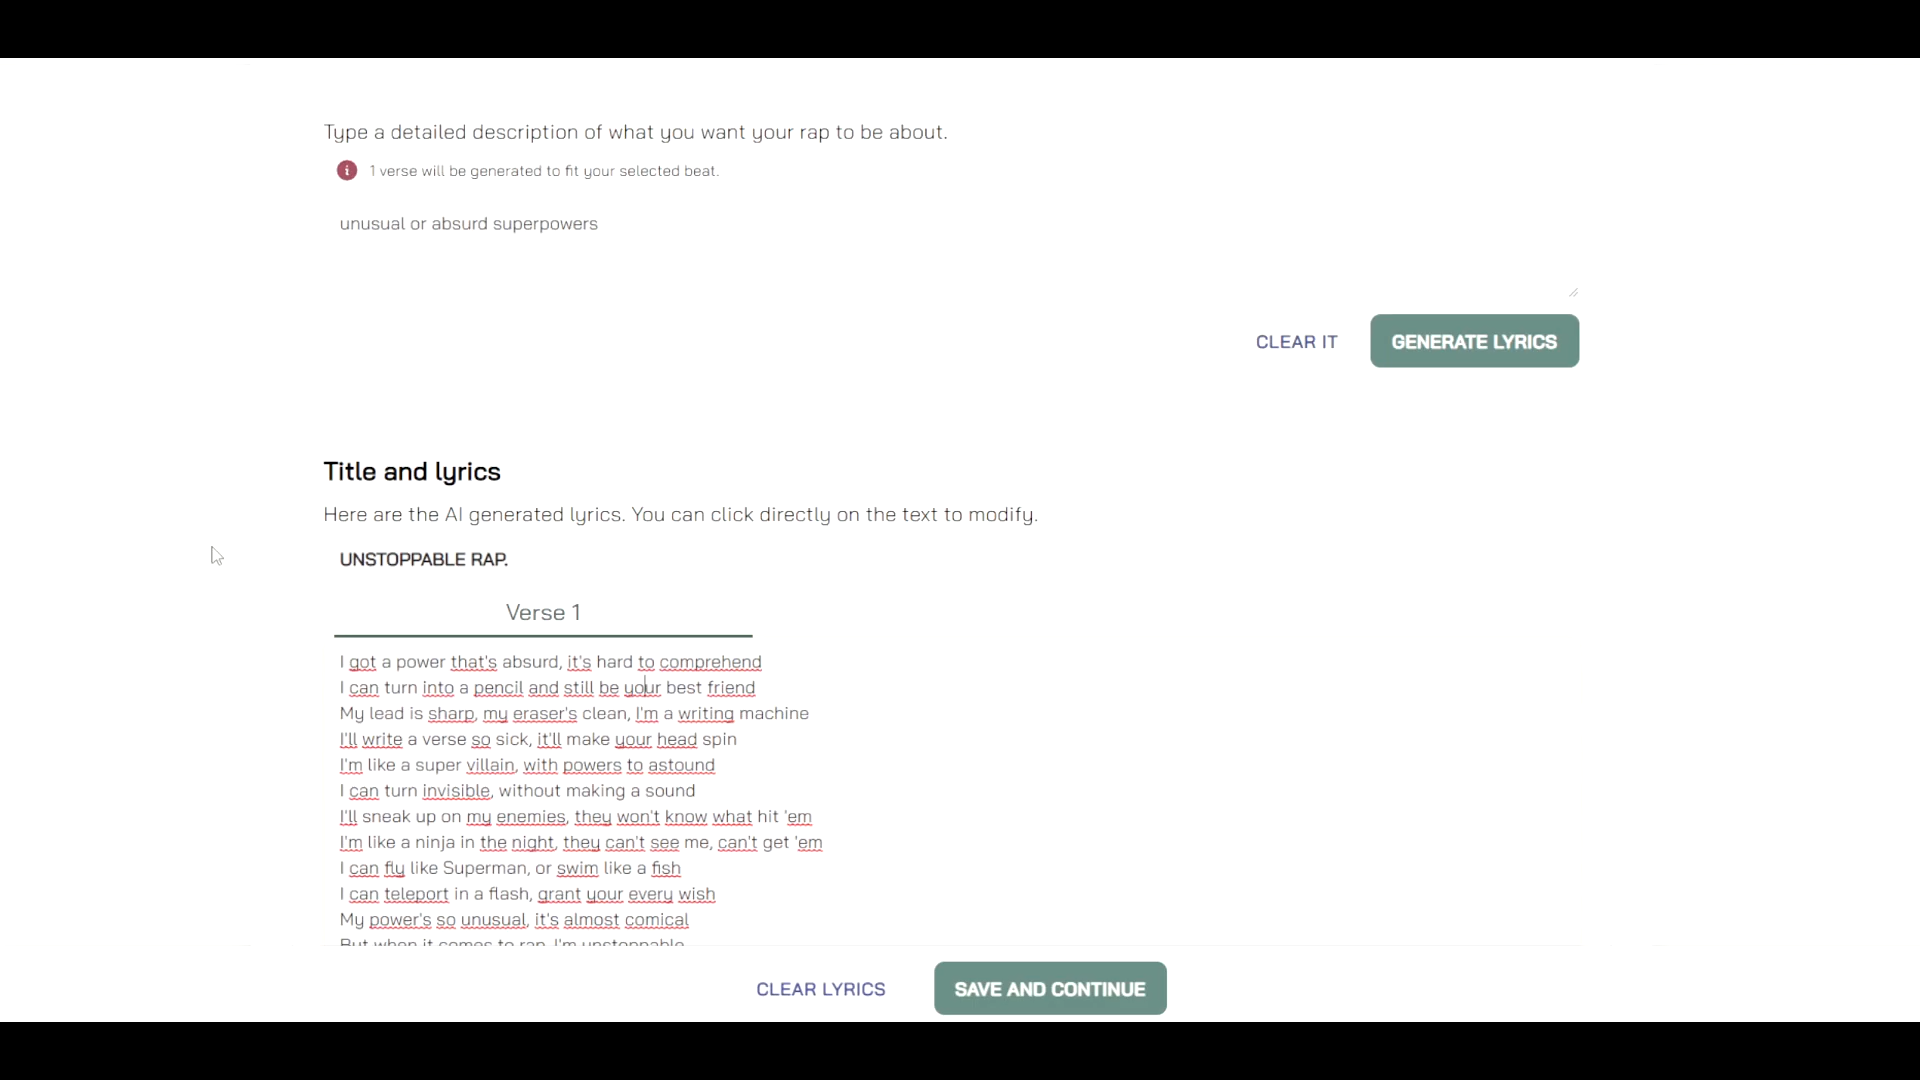 Type a detailed description of what you want your rap to be about.
1 verse will be generated to fit your selected beat.
unusual or absurd superpowers
CLEAR IT
GENERATE LYRICS
Title and lyrics
Here are the AI generated lyrics. You can click directly on the text to modify.
UNSTOPPABLE RAP.
Verse 1
I got a power that's absurd, it's hard to comprehend
I can turn into a pencil and still be your best friend
My lead is sharp, my eraser's clean, I'm a writing machine
I'll write a verse so sick, it'll make your head spin
I'm like a super villain, with powers to astound
I can turn invisible, without making a sound
I'll sneak up on my enemies, they won't know what hit 'em
I'm like a ninja in the night, they can't see me, can't get 'em
I can fly like Superman, or swim like a fish
I can teleport in a flash, grant your every wish
My power's so unusual, it's almost comical
But when it comes to rap, I'm unstoppable
CLEAR LYRICS
SAVE AND CONTINUE